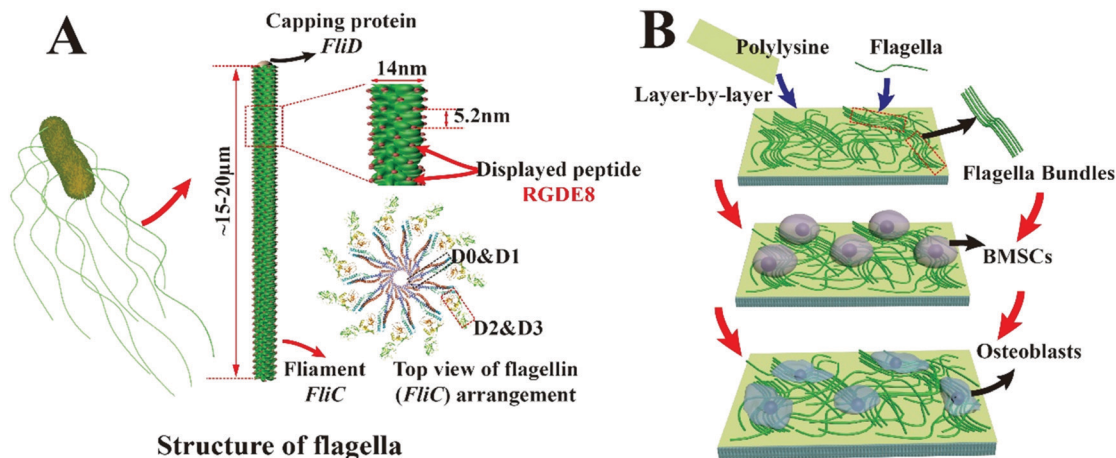 A
Capping protein
FliD
14nm
5.2nm
~15-20μm
Displayed peptide
RGDE8
D0&D1
D2&D3
Fliament
FliC
Top view of flagellin
(FliC) arrangement
Structure of flagella
B
Polylysine
Flagella
Layer-by-layer
Flagella Bundles
BMSCs
Osteoblasts